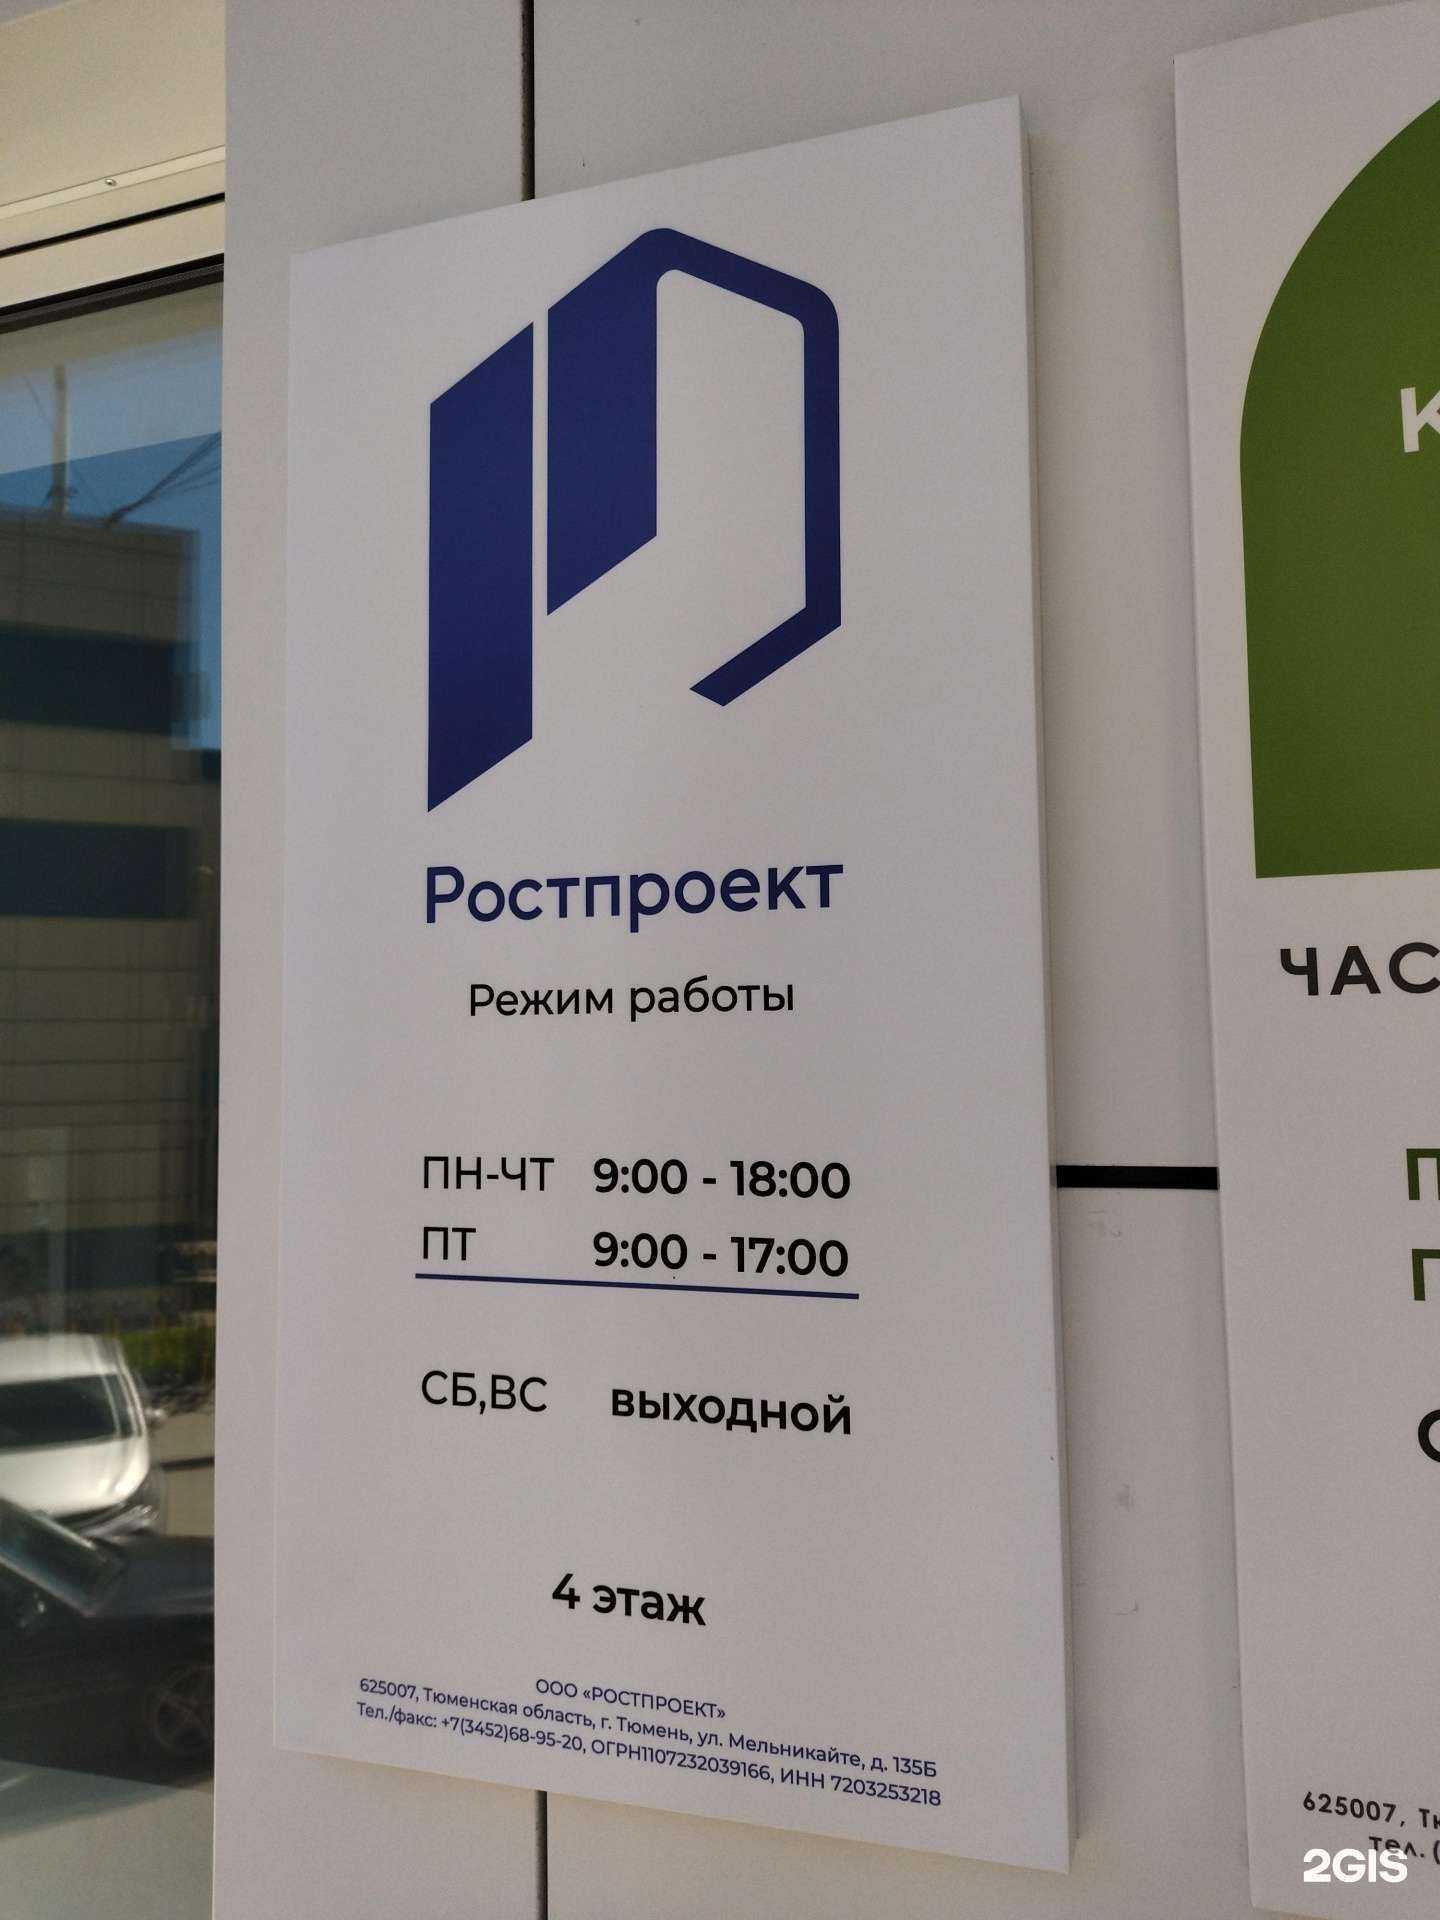 Ростпроект
Режим работы
ПН-ЧТ 9:00 - 18:00
ПТ 9:00 - 17:00
СБ,ВС выходной
4 этаж
ООО «РОСТПРОЕКТ»
625007, Тюменская область, г. Тюмень, ул. Мельникайте, д. 135Б
Тел./факс: +7(3452)68-95-20, ОГРН1107232039166, ИНН 7203253218
К
ЧАС
П
О
625007, Тю
тел. (
2GIS